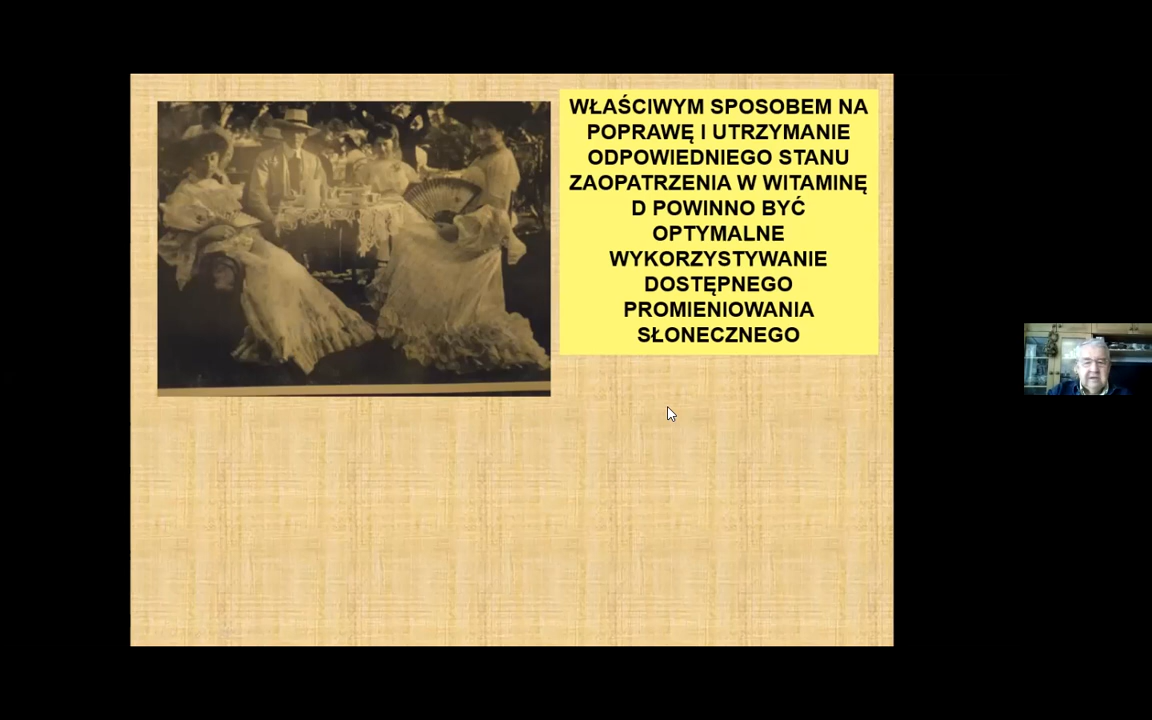 WŁAŚCIWYM SPOSOBEM NA
POPRAWĘ I UTRZYMANIE
ODPOWIEDNIEGO STANU
ZAOPATRZENIA W WITAMINĘ
D POWINNO BYĆ
OPTYMALNE
WYKORZYSTYWANIE
DOSTĘPNEGO
PROMIENIOWANIA
SŁONECZNEGO